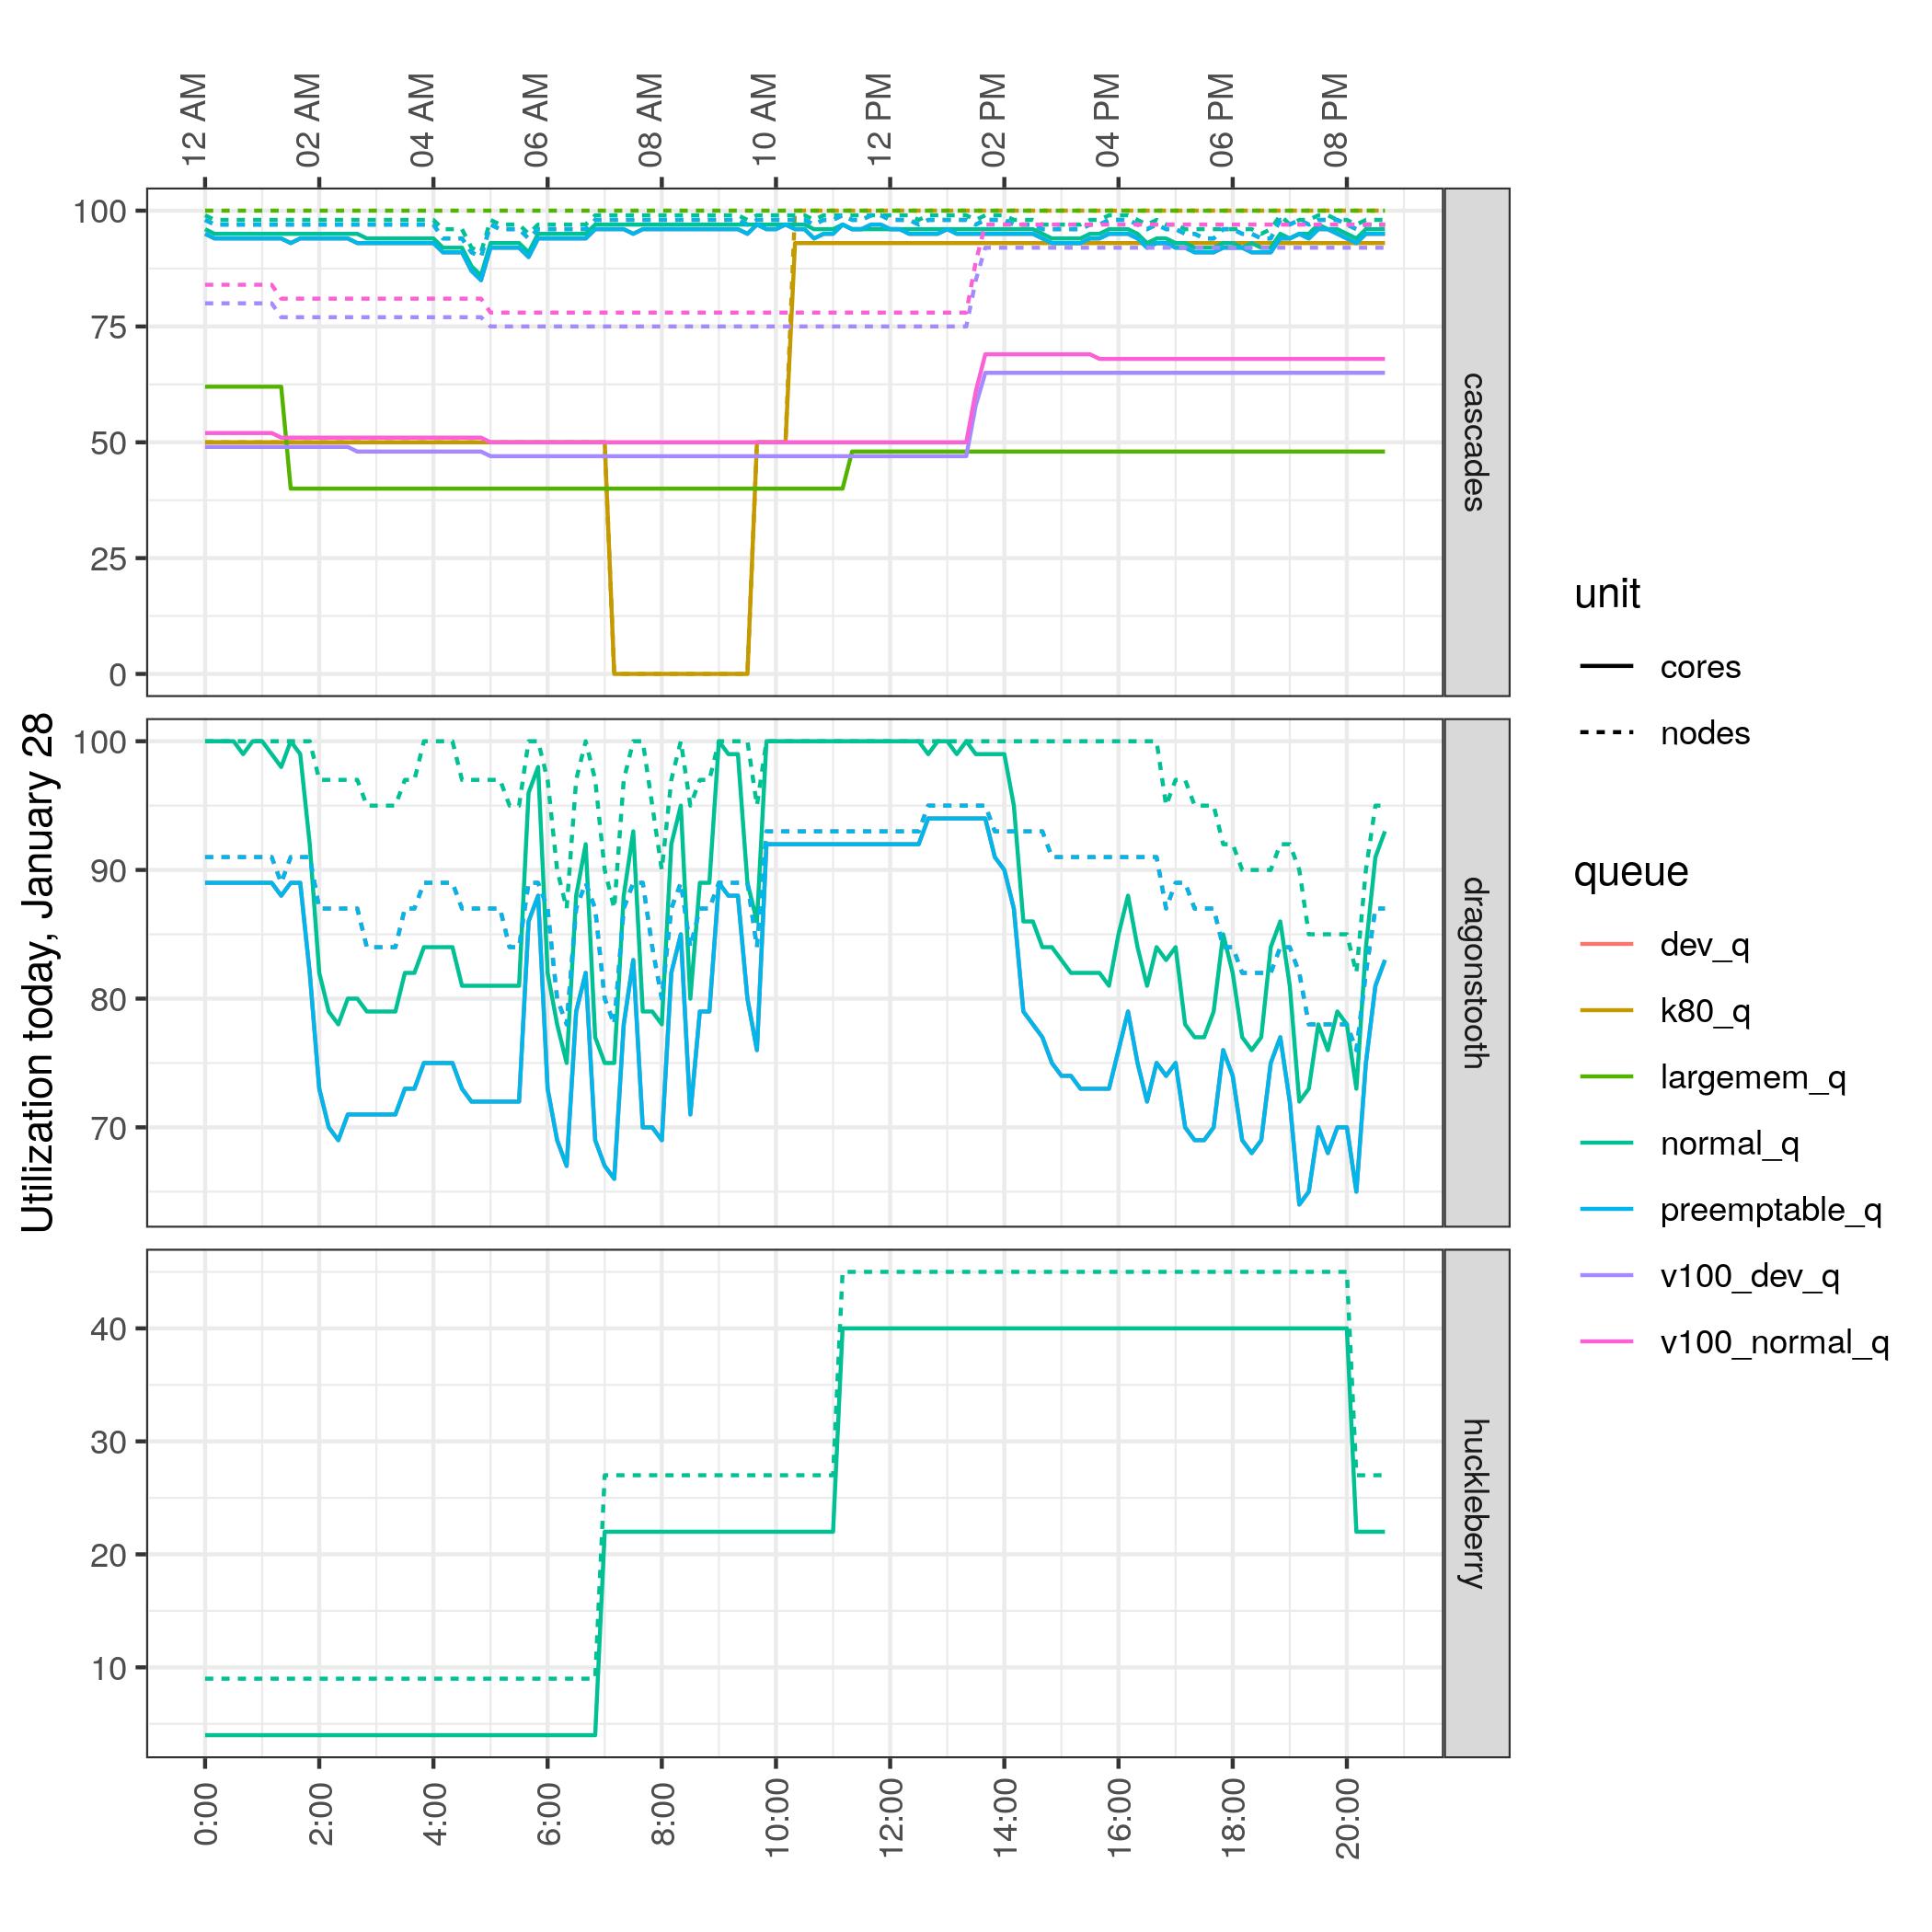 12 AM
02 AM
04 AM
06 AM
08 AM
10 AM
12 PM
02 PM
04 PM
06 PM
08 PM
Utilization today, January 28
100
75
50
25
0
cascades
100
90
80
70
dragonstooth
40
30
20
10
huckleberry
0:00
2:00
4:00
6:00
8:00
10:00
12:00
14:00
16:00
18:00
20:00
unit
cores
nodes
queue
dev_q
k80_q
largemem_q
normal_q
preemptable_q
v100_dev_q
v100_normal_q